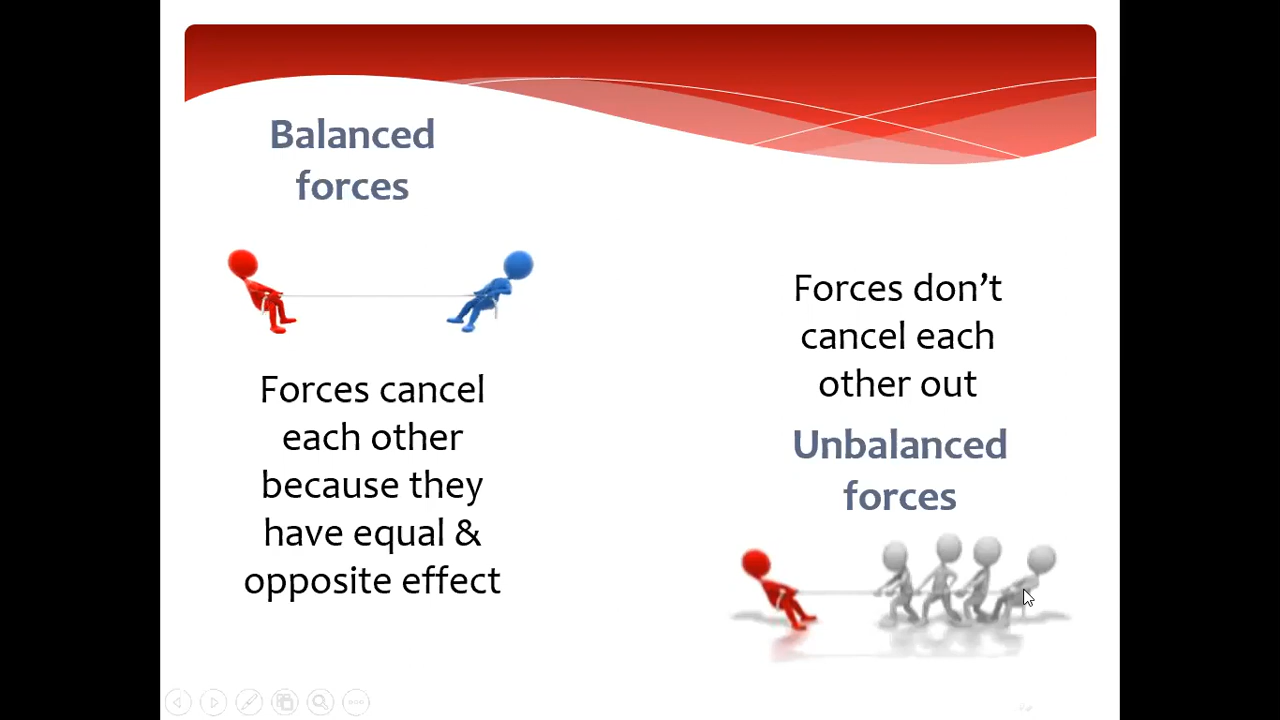 Balanced
forces
Forces cancel
each other
because they
have equal &
opposite effect
Forces don’t
cancel each
other out
Unbalanced
forces